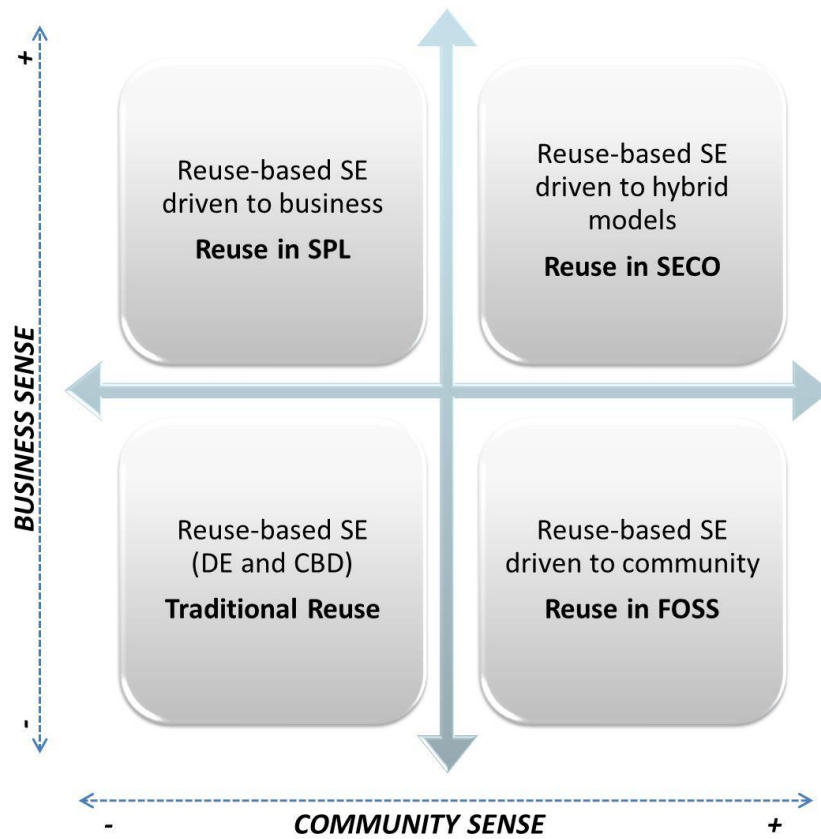 +
Reuse-based SE
driven to business
Reuse in SPL
Reuse-based SE
driven to hybrid
models
Reuse in SECO
BUSINESS SENSE
Reuse-based SE
(DE and CBD)
Traditional Reuse
Reuse-based SE
driven to community
Reuse in FOSS
-
- COMMUNITY SENSE +